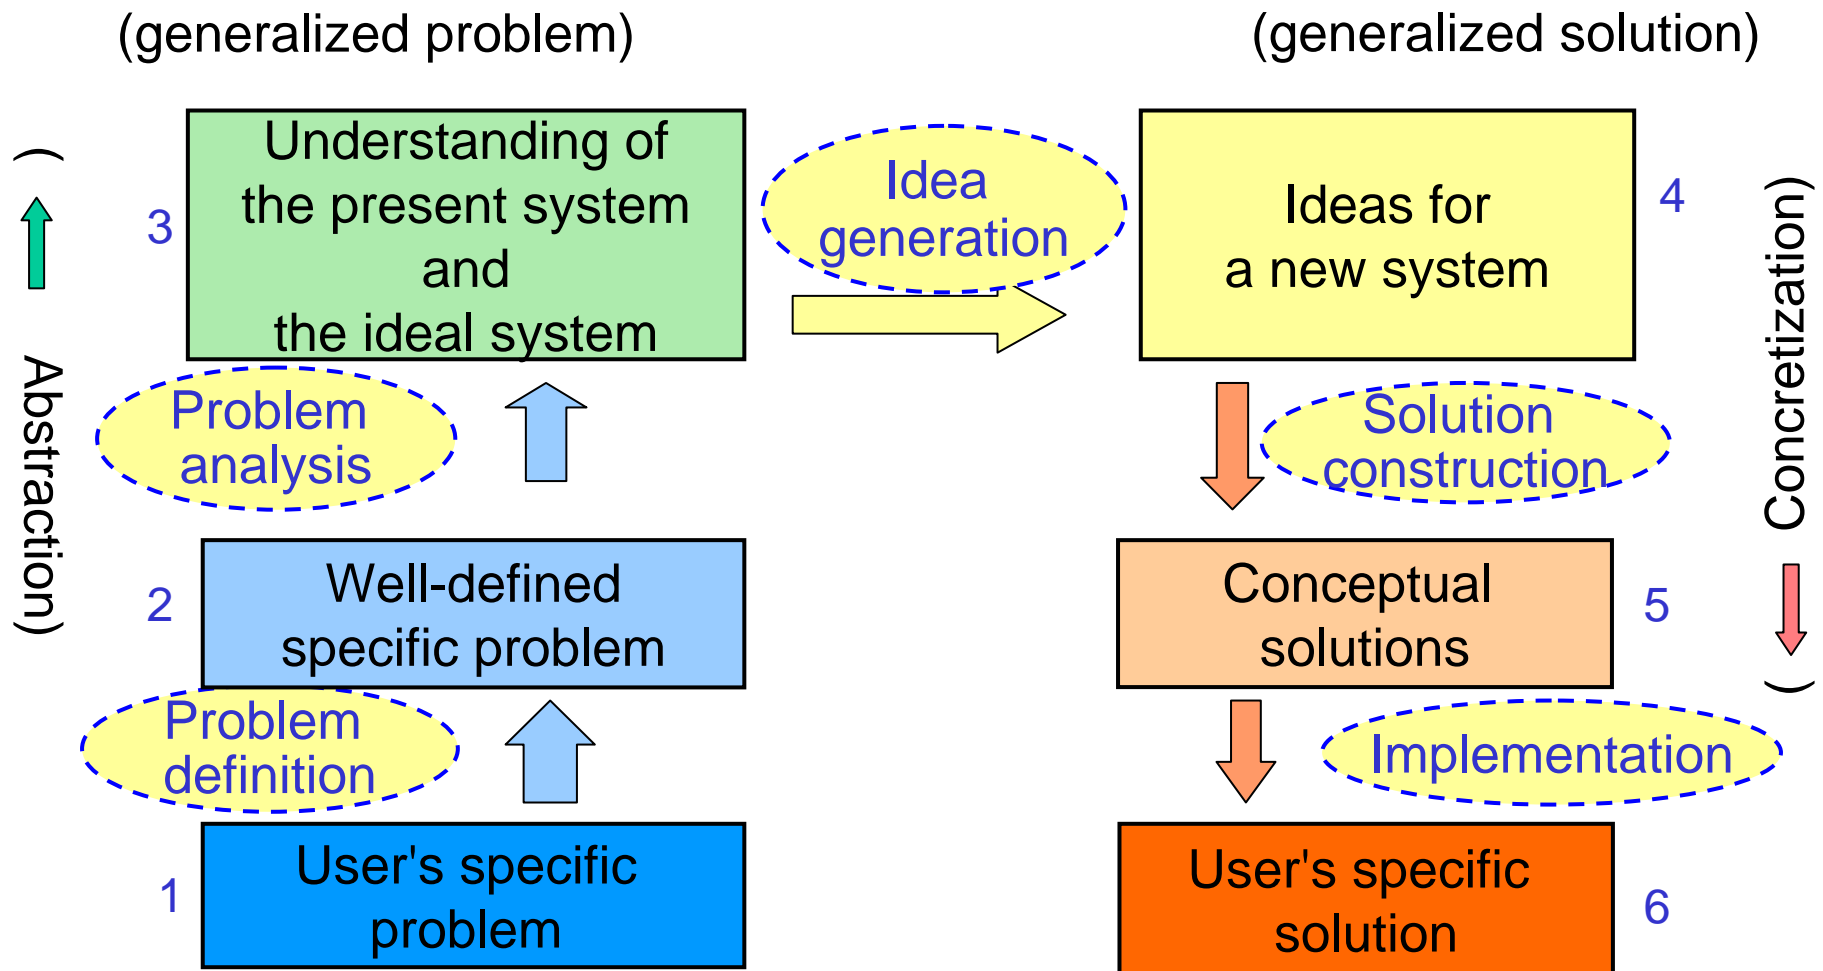 (generalized problem)
(generalized solution)
Understanding of
the present system
and
the ideal system
3
Idea
generation
Ideas for
a new system
4
( Abstraction)
Concretization)
(
Problem
analysis
Solution
construction
2
Well-defined
specific problem
Conceptual
solutions
5
Problem
definition
Implementation
1
User's specific
problem
User's specific
solution
6